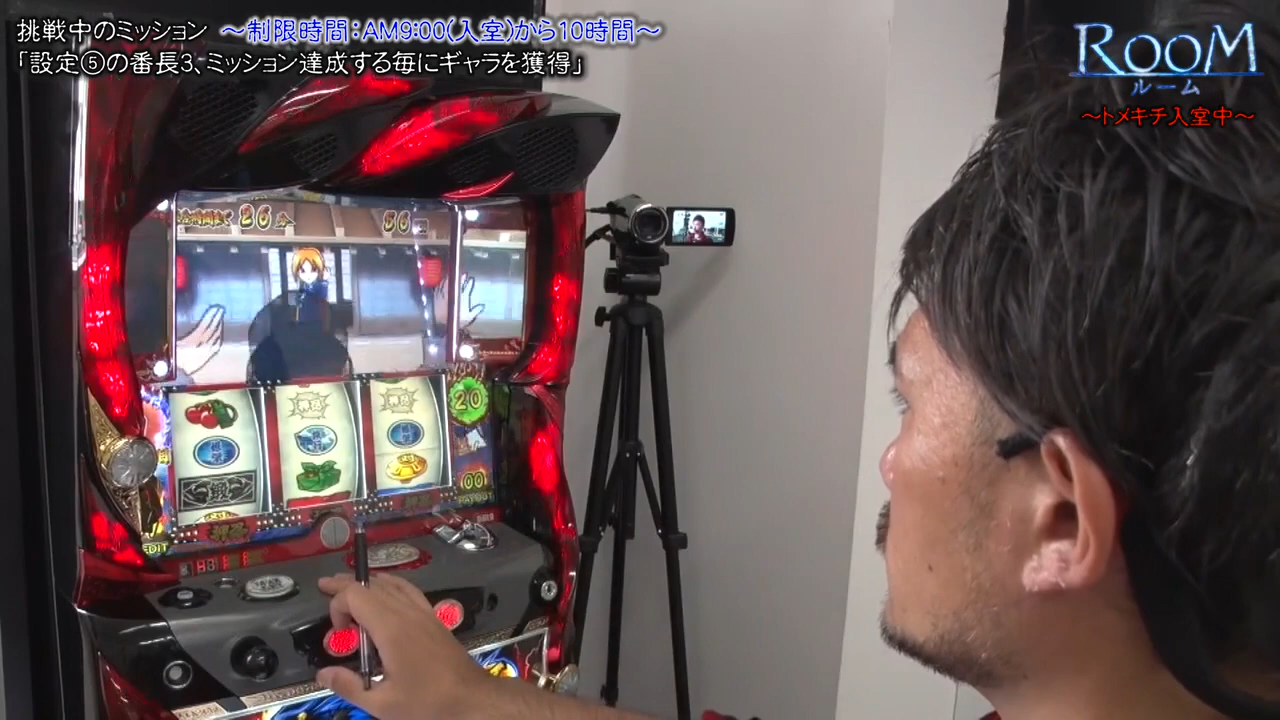 挑戦中のミッション ～制限時間：AM9:00(入室)から10時間～
「設定⑤の番長3、ミッション達成する毎にギャラを獲得」
RooM
ルーム
～トメキチ入室中～
26
56
20
00